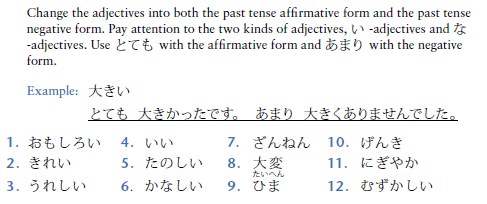 Change the adjectives into both the past tense affirmative form and the past tense
negative form. Pay attention to the two kinds of adjectives, い -adjectives and な
-adjectives. Use とても with the affirmative form and あまり with the negative
form.
Example: 大きい
とても 大きかったです。 あまり 大きくありませんでした。
1. おもしろい 4. いい 7. ざんねん 10. げんき
2. きれい 5. たのしい 8. 大変 11. にぎやか
たいへん
3. うれしい 6. かなしい 9. ひま 12. むずかしい